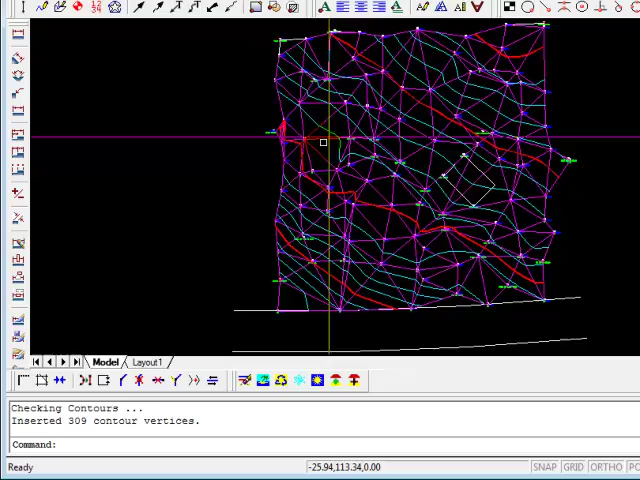 Model
Layout1
Checking Contours ...
Inserted 309 contour vertices.
Command:
Ready
-25.94,113.34,0.00
SNAP
GRID
ORTHO